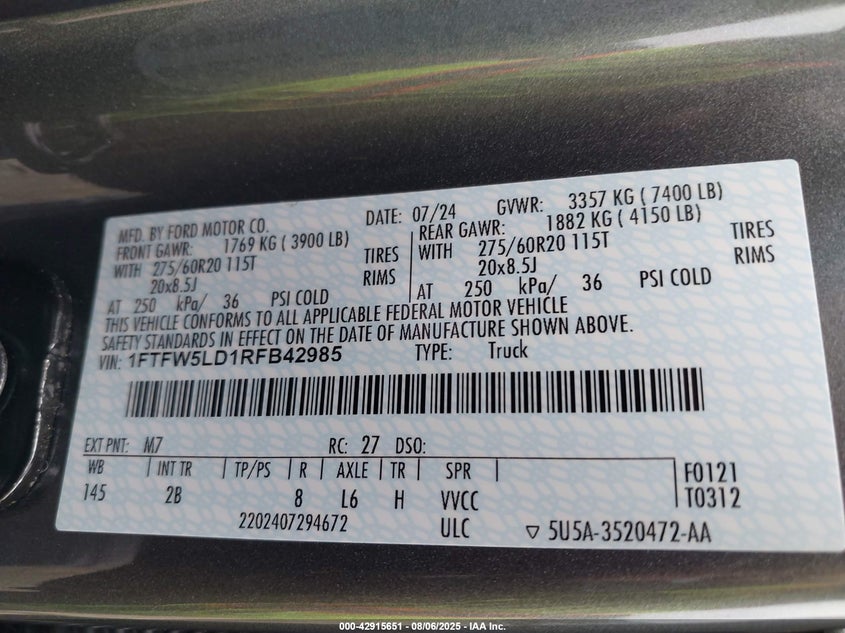 MFD. BY FORD MOTOR CO. DATE: 07/24 GVWR: 3357 KG ( 7400 LB)
FRONT GAWR: 1769 KG ( 3900 LB) REAR GAWR: 1882 KG ( 4150 LB)
WITH 275/60R20 115T TIRES WITH 275/60R20 115T TIRES
20x8.5J RIMS 20x8.5J RIMS
AT 250 kPa/ 36 PSI COLD AT 250 kPa/ 36 PSI COLD
THIS VEHICLE CONFORMS TO ALL APPLICABLE FEDERAL MOTOR VEHICLE
SAFETY STANDARDS IN EFFECT ON THE DATE OF MANUFACTURE SHOWN ABOVE.
VIN: 1FTFW5LD1RFB42985 TYPE: Truck
EXT PNT: M7 RC: 27 DSO:
WB INT TR TP/PS R AXLE TR SPR F0121
145 2B 8 L6 H VVCC T0312
2202407294672 ULC ▽ 5U5A-3520472-AA
000-42915651 | 08/06/2025 | IAA Inc.